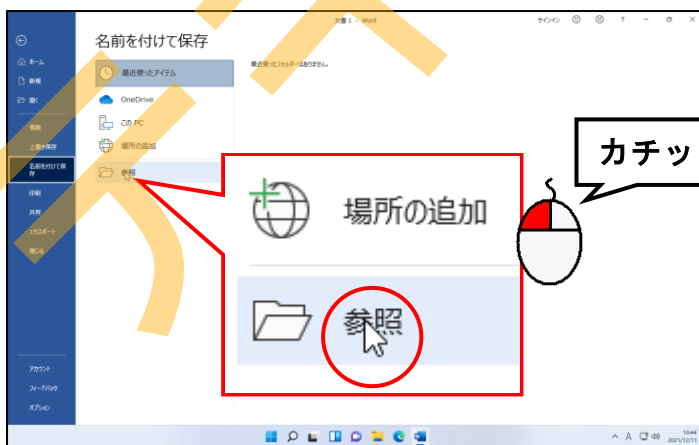 文書 1 - Word
サインイン
?
名前を付けて保存
ホーム
新規
開く
情報
上書き保存
名前を付けて保
存
印刷
共有
エクスポート
閉じる
アカウント
フィードバック
オプション
最近使ったアイテム
OneDrive
この PC
場所の追加
参照
最近使ったフォルダーはありません。
場所の追加
参照
カチッ
A
10:44
2021/12/11